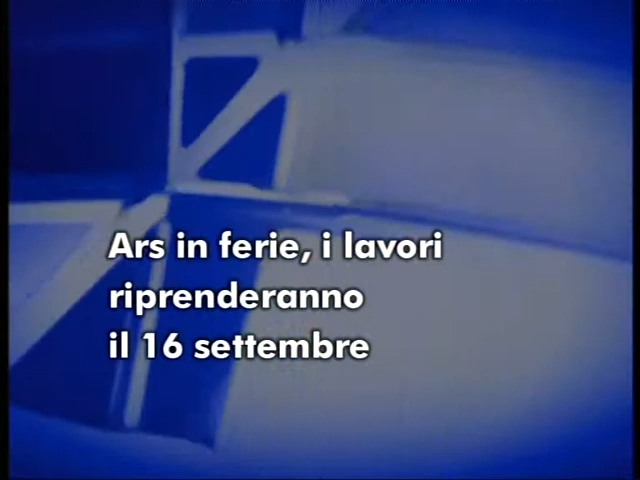 Ars in ferie, i lavori
riprenderanno
il 16 settembre